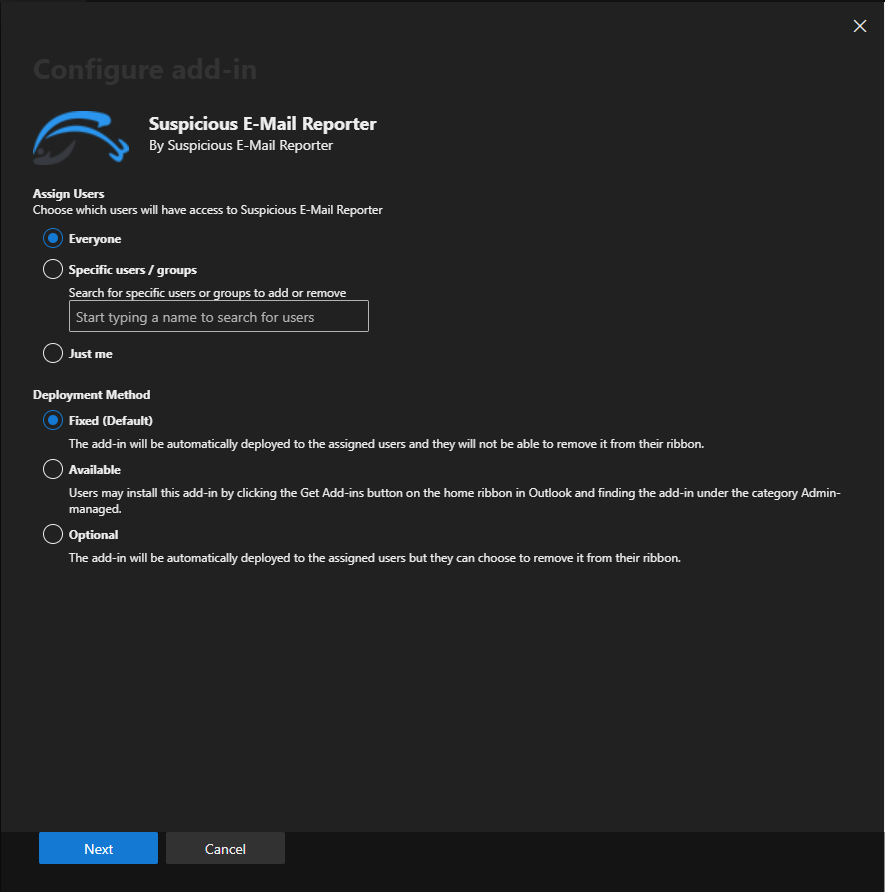 Configure add-in
Suspicious E-Mail Reporter
By Suspicious E-Mail Reporter
Assign Users
Choose which users will have access to Suspicious E-Mail Reporter
Everyone
Specific users / groups
Search for specific users or groups to add or remove
Start typing a name to search for users
Just me
Deployment Method
Fixed (Default)
The add-in will be automatically deployed to the assigned users and they will not be able to remove it from their ribbon.
Available
Users may install this add-in by clicking the Get Add-ins button on the home ribbon in Outlook and finding the add-in under the category Admin-
managed.
Optional
The add-in will be automatically deployed to the assigned users but they can choose to remove it from their ribbon.
Next
Cancel